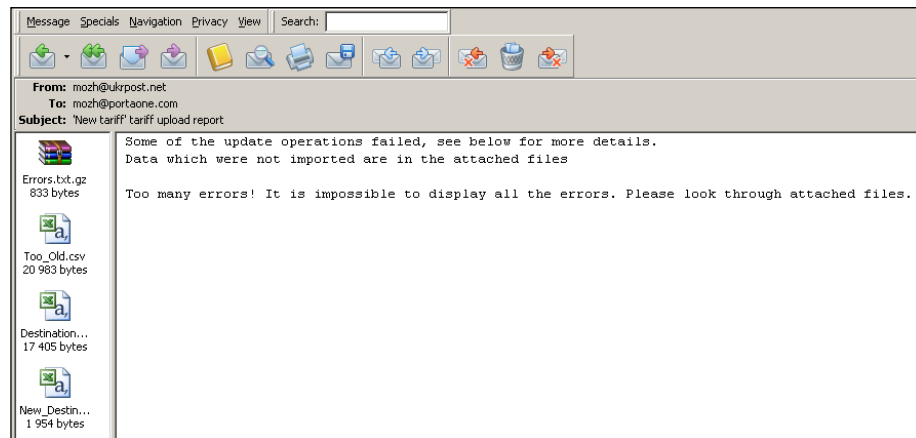 Message Specials Navigation Privacy View Search:
From: mozh@ukrpost.net
To: mozh@portaone.com
Subject: 'New tariff' tariff upload report
Some of the update operations failed, see below for more details.
Data which were not imported are in the attached files
Too many errors! It is impossible to display all the errors. Please look through attached files.
Errors.txt.gz
833 bytes
Too_Old.csv
20 983 bytes
Destination...
17 405 bytes
New_Destin...
1 954 bytes